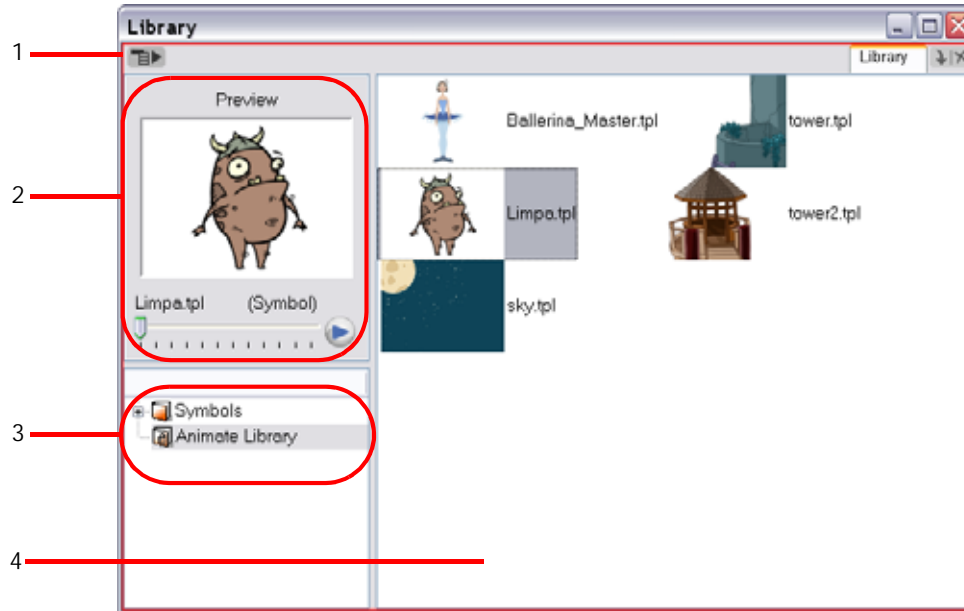 Library
1
Library
Preview
Ballerina_Master.tpl
tower.tpl
2
Limpa.tpl
tower2.tpl
Limpa.tpl (Symbol)
sky.tpl
3
Symbols
Animate Library
4